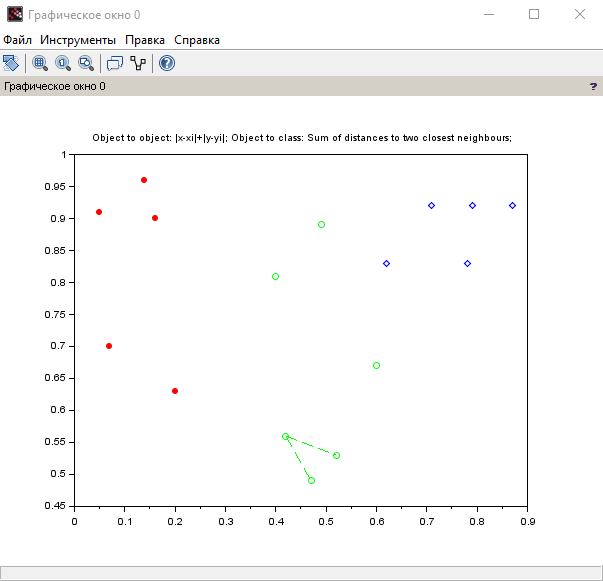 Графическое окно 0
Файл Инструменты Правка Справка
Графическое окно 0 ?
Object to object: |x-xi|+|y-yi|; Object to class: Sum of distances to two closest neighbours;
1
0.95
0.9
0.85
0.8
0.75
0.7
0.65
0.6
0.55
0.5
0.45
0 0.1 0.2 0.3 0.4 0.5 0.6 0.7 0.8 0.9